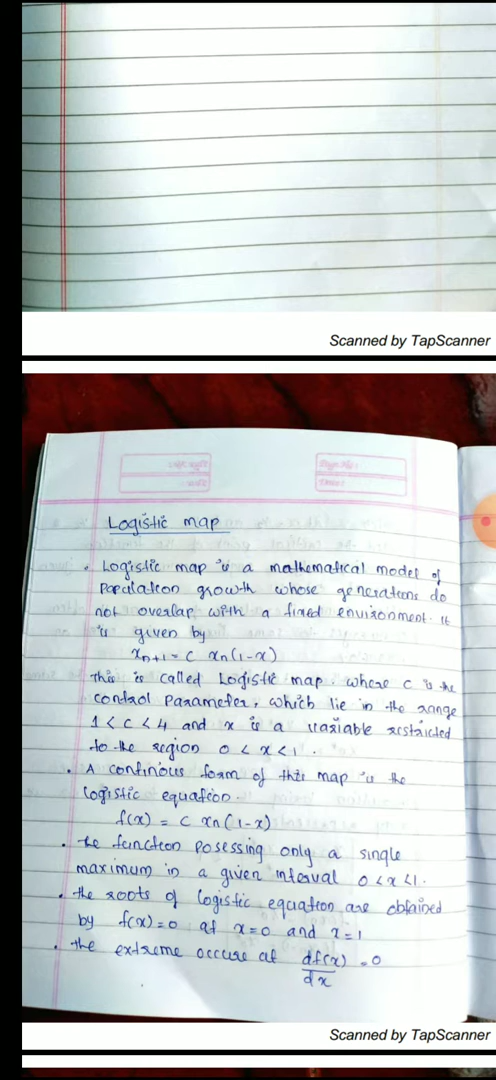 Scanned by TapScanner
Logistic map
• Logistic map is a mathematical model of
Population growth whose generations do
not overlap with a fixed environment. it
is given by
xn+1 = c xn(1-x)
this is called Logistic map. where c is the
control parameter, which lie in the range
1 < c < 4 and x is a variable restricted
to the region 0 < x < 1.
• A continous form of this map is the
logistic equation.
f(x) = c xn(1-x)
• the function posessing only a single
maximum in a given interval 0 < x < 1.
• the roots of logistic equation are obtained
by f(x)=0 at x=0 and x=1
• the extreme occurs at df(x)/dx = 0
Scanned by TapScanner